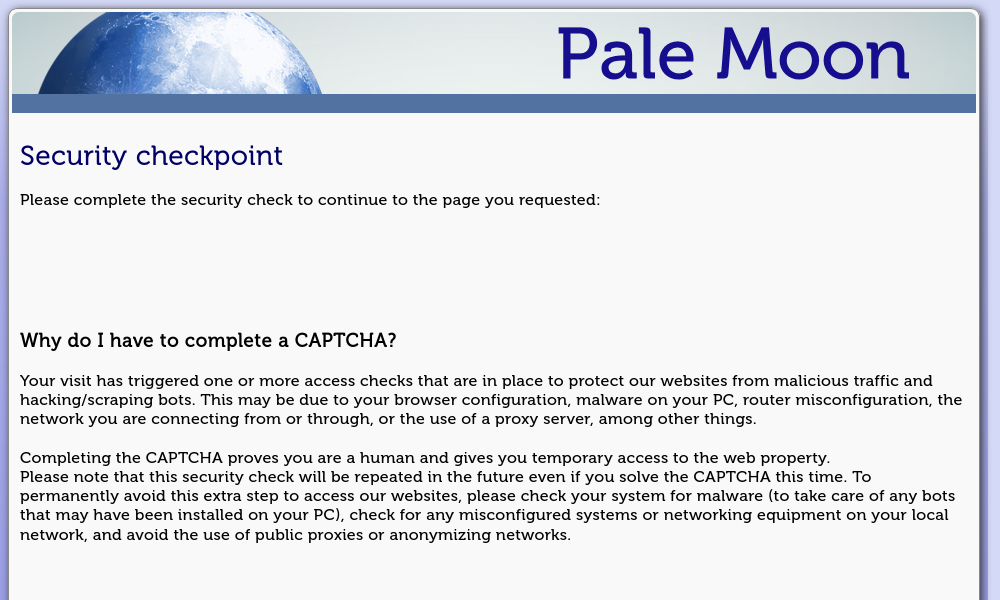 Pale Moon
Security checkpoint
Please complete the security check to continue to the page you requested:
Why do I have to complete a CAPTCHA?
Your visit has triggered one or more access checks that are in place to protect our websites from malicious traffic and
hacking/scraping bots. This may be due to your browser configuration, malware on your PC, router misconfiguration, the
network you are connecting from or through, or the use of a proxy server, among other things.
Completing the CAPTCHA proves you are a human and gives you temporary access to the web property.
Please note that this security check will be repeated in the future even if you solve the CAPTCHA this time. To
permanently avoid this extra step to access our websites, please check your system for malware (to take care of any bots
that may have been installed on your PC), check for any misconfigured systems or networking equipment on your local
network, and avoid the use of public proxies or anonymizing networks.